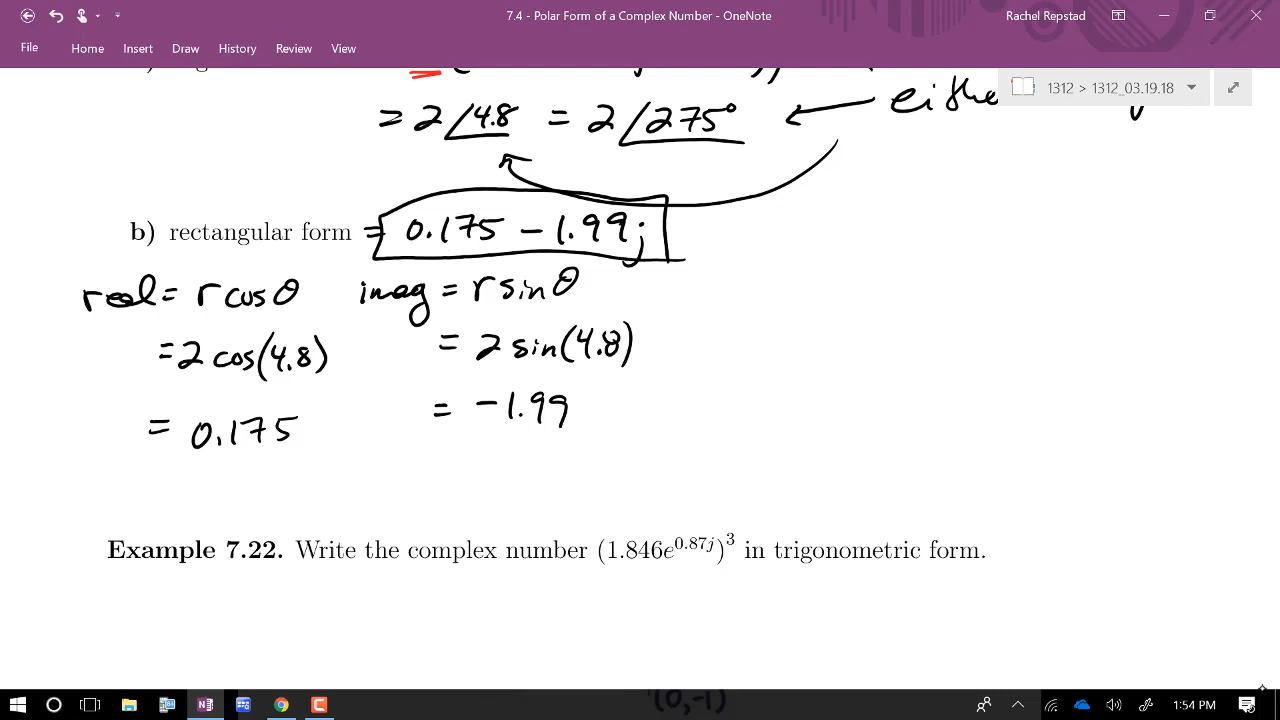 7.4 - Polar Form of a Complex Number - OneNote
Rachel Repstad
File Home Insert Draw History Review View
1312 > 1312_03.19.18
= 2 /4.8 = 2 /275° ←
b) rectangular form = 0.175 - 1.99j
real = r cos θ imag = r sin θ
= 2 cos(4.8) = 2 sin(4.8)
= 0.175 = -1.99
Example 7.22. Write the complex number (1.846e^{0.87j})^3 in trigonometric form.
(0,-1)
1:54 PM